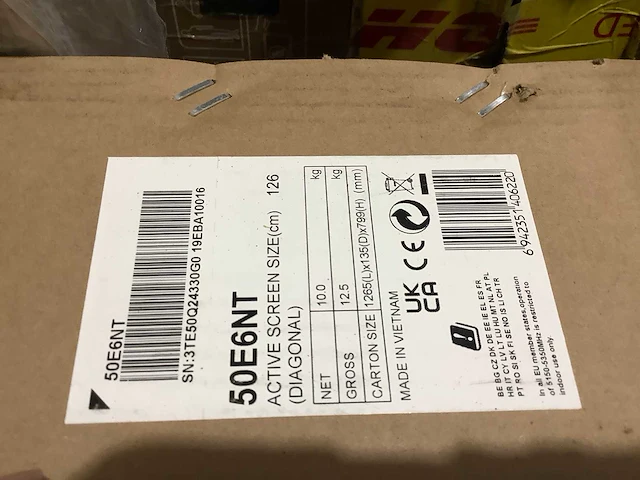 50E6NT
SN:3TE50Q24330G0 19EBA10016
50E6NT
ACTIVE SCREEN SIZE(cm) 126
(DIAGONAL)
NET 10.0 kg
GROSS 12.5 kg
CARTON SIZE 1265(L)x135(D)x799(H) (mm)
MADE IN VIETNAM
UK
CA
CE
6 942351 406220
BE BG CZ DK DE EE IE EL ES FR
HR IT CY LV LT LU HU MT NL AT PL
PT RO SI SK FI SE NO IS LI CH TR
In all EU member states,operation
of 5150-5350MHz is restricted to
indoor use only